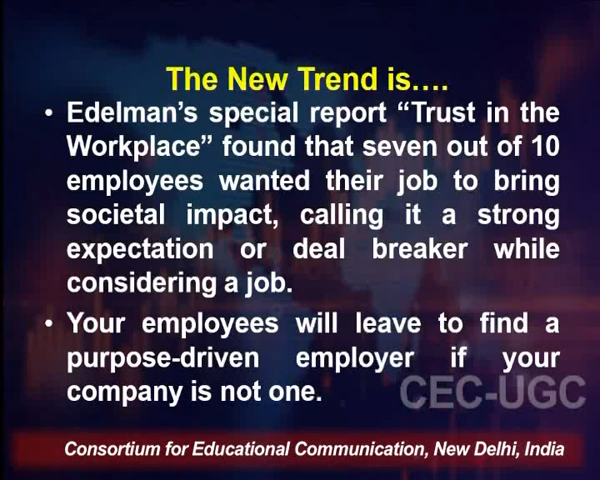 The New Trend is....
• Edelman's special report "Trust in the
Workplace" found that seven out of 10
employees wanted their job to bring
societal impact, calling it a strong
expectation or deal breaker while
considering a job.
• Your employees will leave to find a
purpose-driven employer if your
company is not one.
CEC-UGC
Consortium for Educational Communication, New Delhi, India